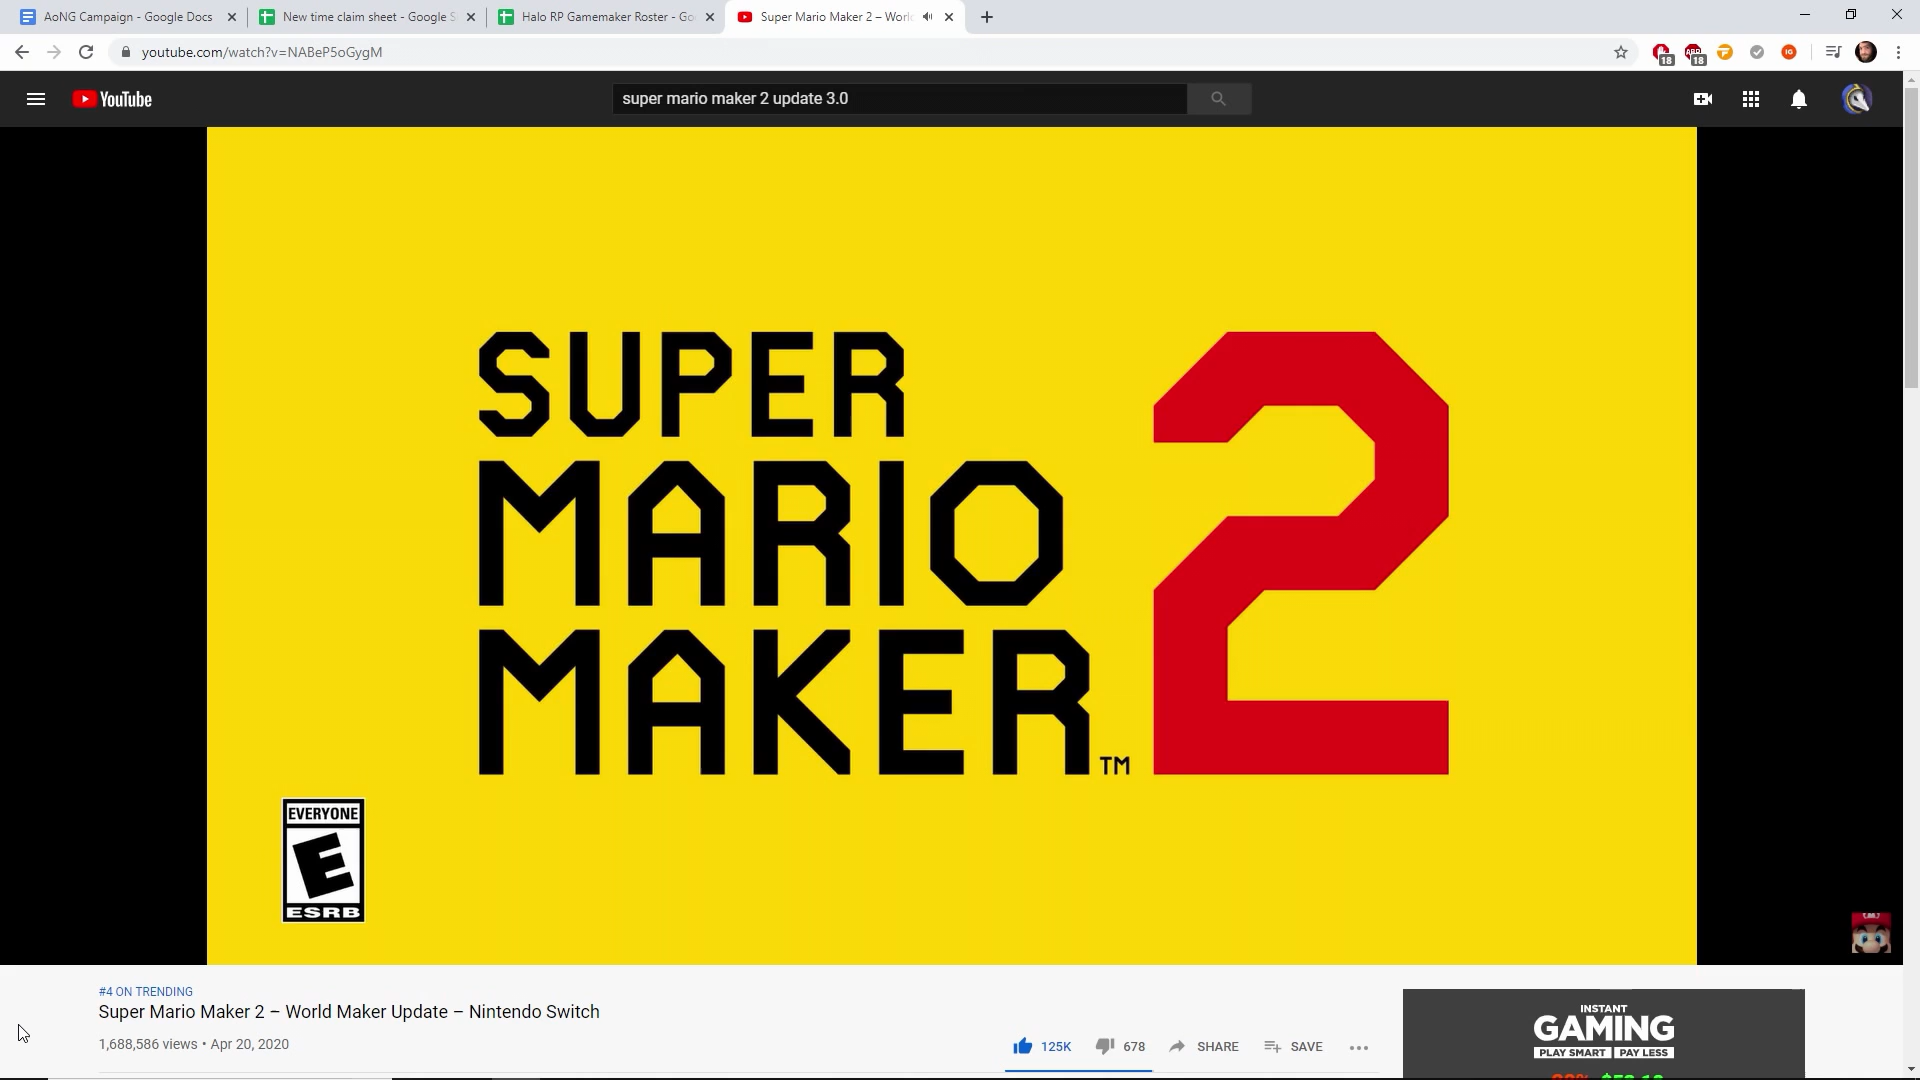 AoNG Campaign - Google Docs
New time claim sheet - Google S
Halo RP Gamemaker Roster - Go
Super Mario Maker 2 – Worl
youtube.com/watch?v=NABeP5oGygM
18
18
YouTube
super mario maker 2 update 3.0
SUPER
MARIO
MAKER™
2
EVERYONE
E
ESRB
M
#4 ON TRENDING
Super Mario Maker 2 – World Maker Update – Nintendo Switch
1,688,586 views • Apr 20, 2020
125K
678
SHARE
SAVE
INSTANT
GAMING
PLAY SMART PAY LESS